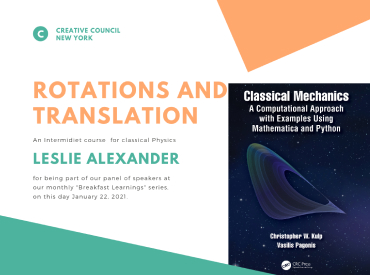 C
CREATIVE COUNCIL
NEW YORK
ROTATIONS AND
TRANSLATION
An Intermidiet course for classical Physics
LESLIE ALEXANDER
for being part of our panel of speakers at
our monthly "Breakfast Learnings" series
on this day January 22, 2021.
Classical Mechanics
A Computational Approach
with Examples Using
Mathematica and Python
Christopher W. Kulp
Vasilis Pagonis
CRC Press